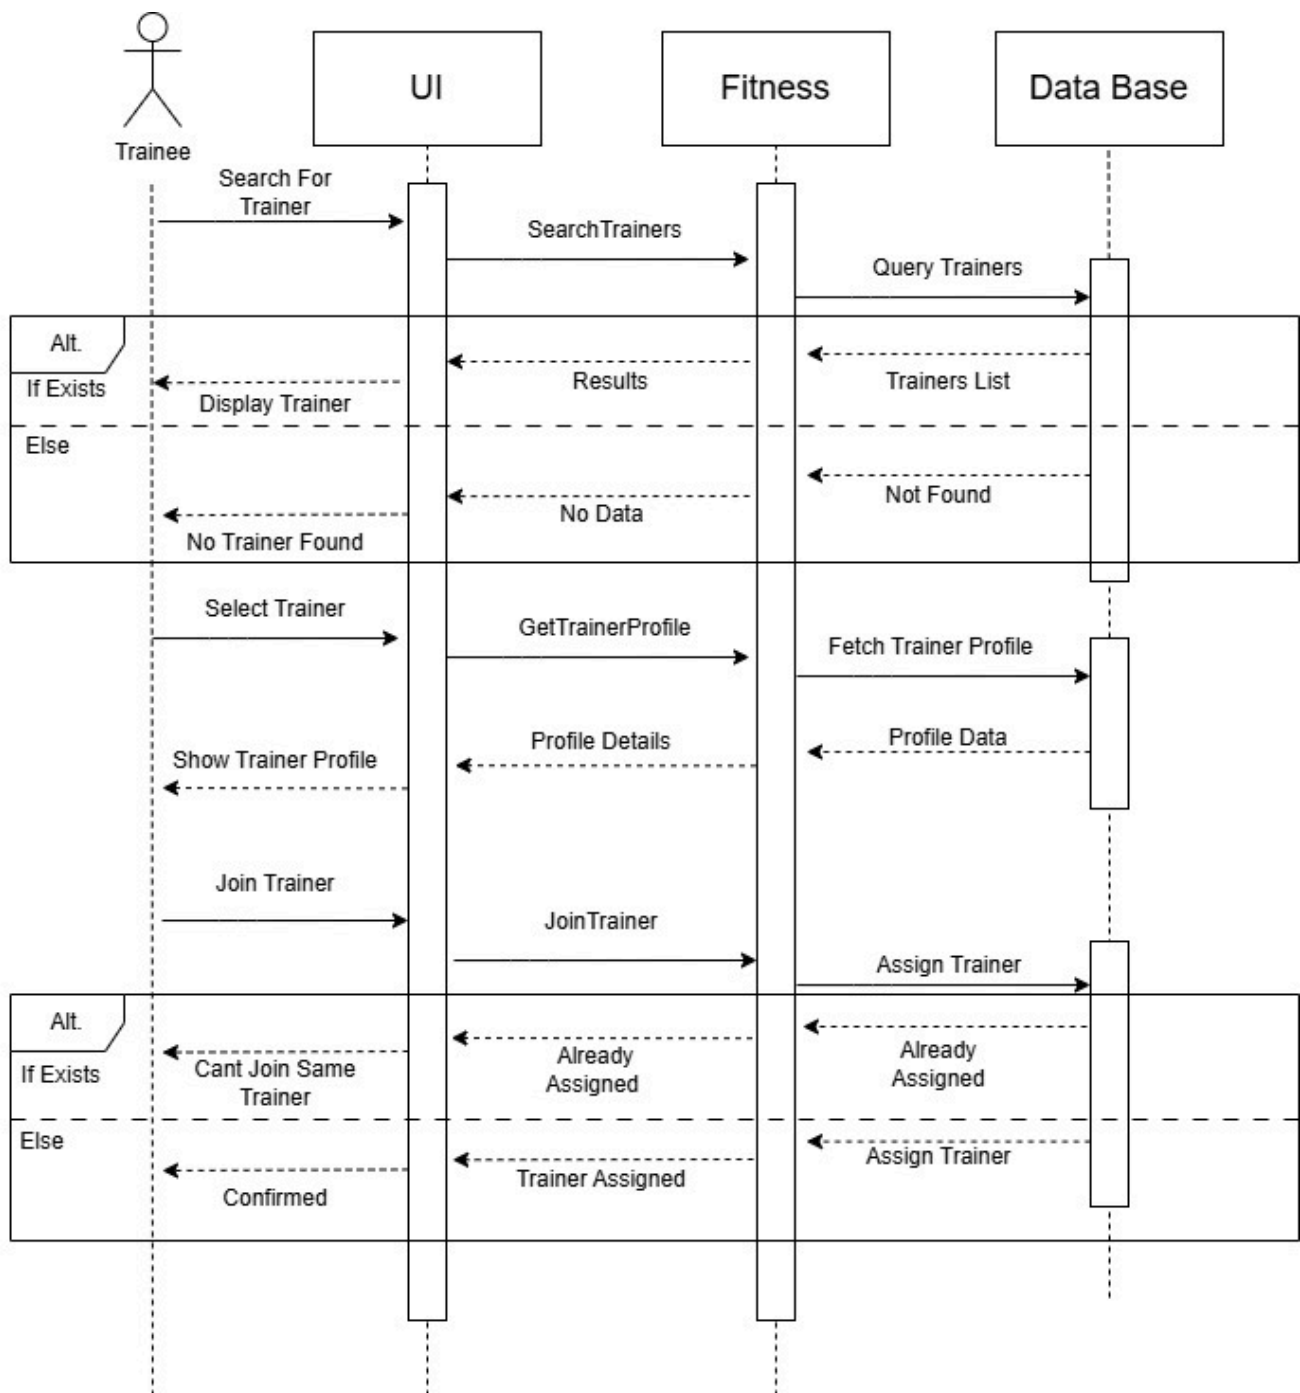 UI
Fitness
Data Base
Trainee
Search For
Trainer
SearchTrainers
Query Trainers
Alt.
If Exists
Display Trainer
Results
Trainers List
Else
Not Found
No Data
No Trainer Found
Select Trainer
GetTrainerProfile
Fetch Trainer Profile
Profile Data
Profile Details
Show Trainer Profile
Join Trainer
JoinTrainer
Assign Trainer
Alt.
If Exists
Cant Join Same
Trainer
Already
Assigned
Already
Assigned
Else
Assign Trainer
Trainer Assigned
Confirmed